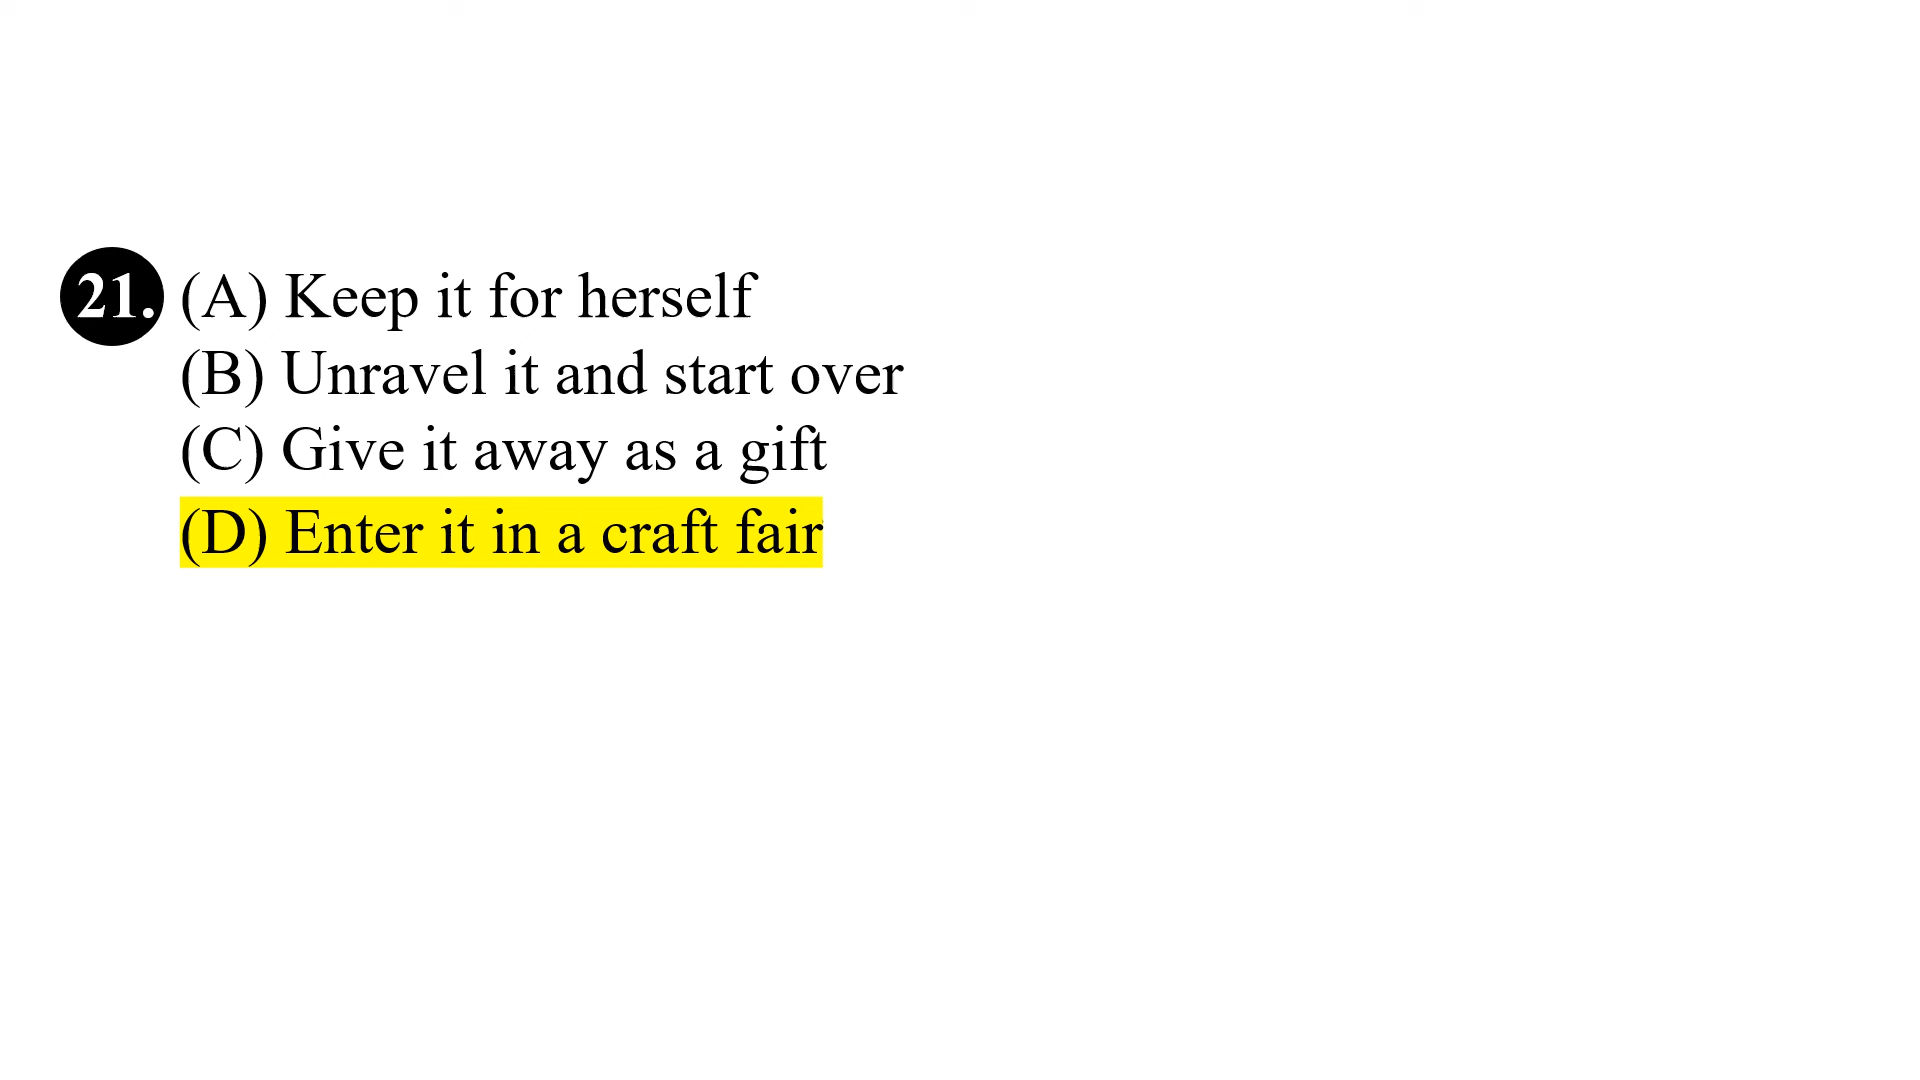 21. (A) Keep it for herself
(B) Unravel it and start over
(C) Give it away as a gift
(D) Enter it in a craft fair